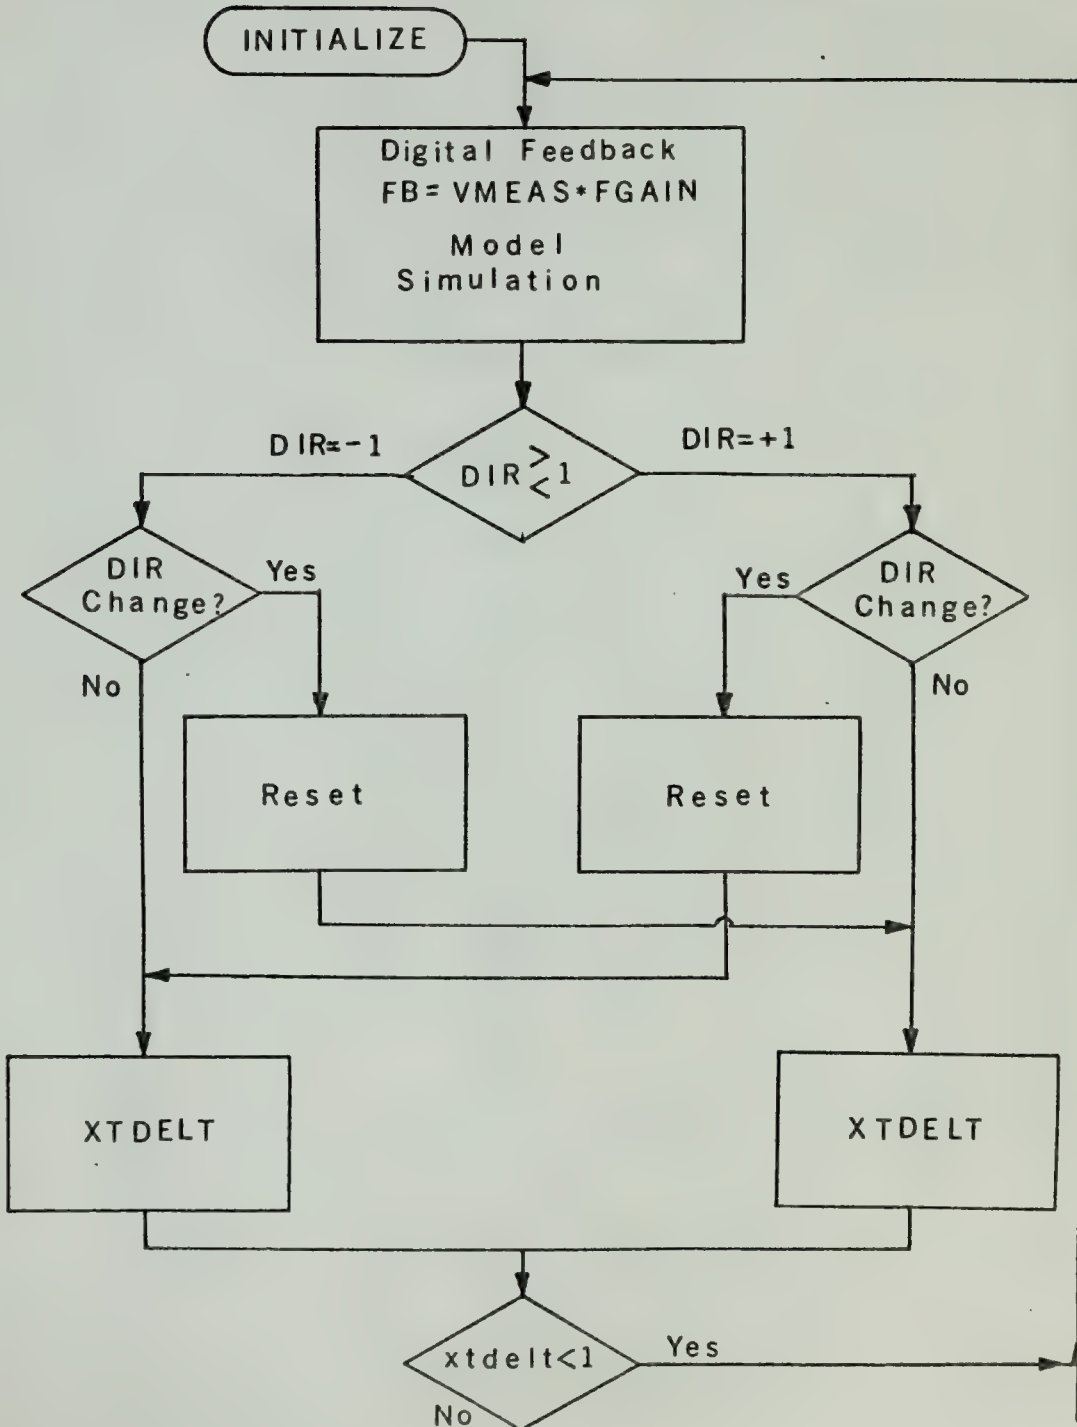 INITIALIZE
Digital Feedback
FB= VMEAS*FGAIN
Model
Simulation
DIR=-1
DIR=+1
DIR ><1
DIR
Change?
Yes
Yes
DIR
Change?
No
No
Reset
Reset
XTDELT
XTDELT
xtdelt<1
Yes
No